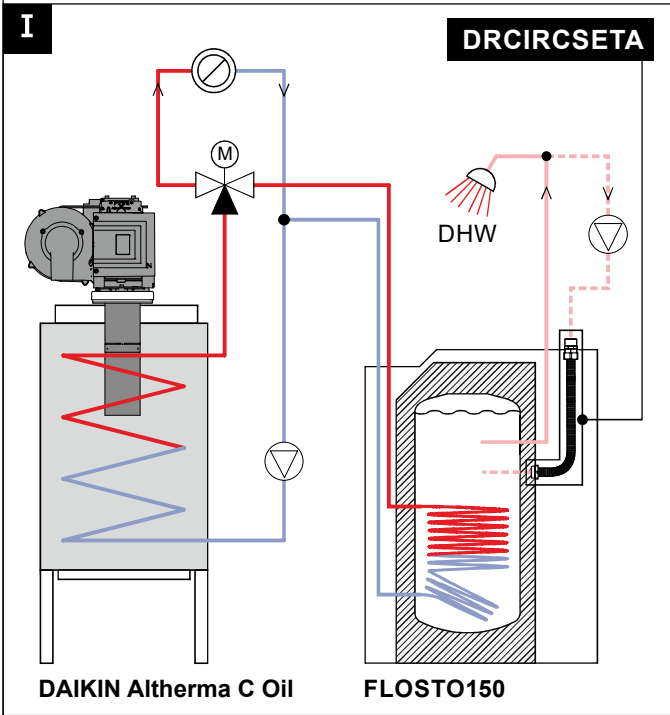 I
DRCIRCSETA
M
DHW
DAIKIN Altherma C Oil
FLOSTO150